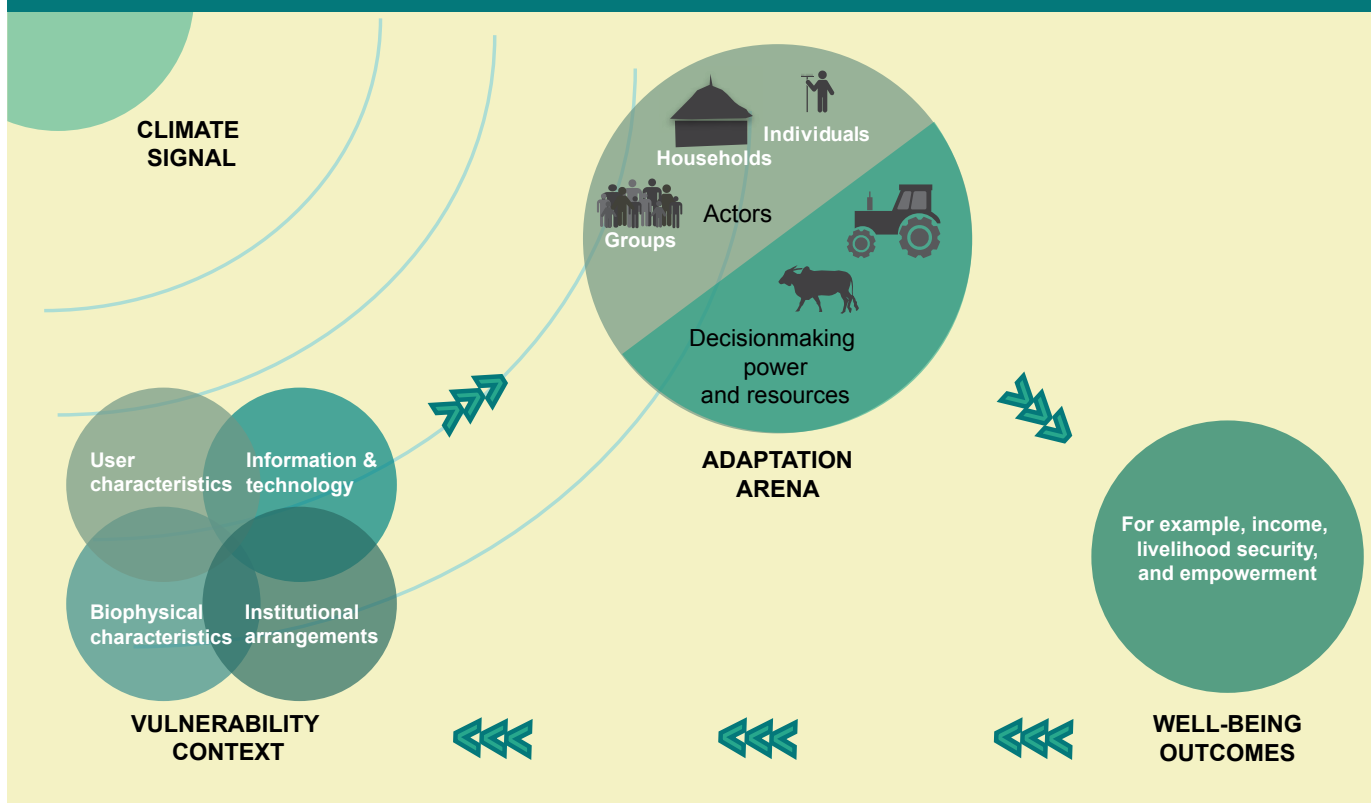 CLIMATE
SIGNAL
Individuals
Households
Actors
Groups
Decisionmaking
power
and resources
ADAPTATION
ARENA
User
characteristics
Information &
technology
Biophysical
characteristics
Institutional
arrangements
VULNERABILITY
CONTEXT
For example, income,
livelihood security,
and empowerment
WELL-BEING
OUTCOMES